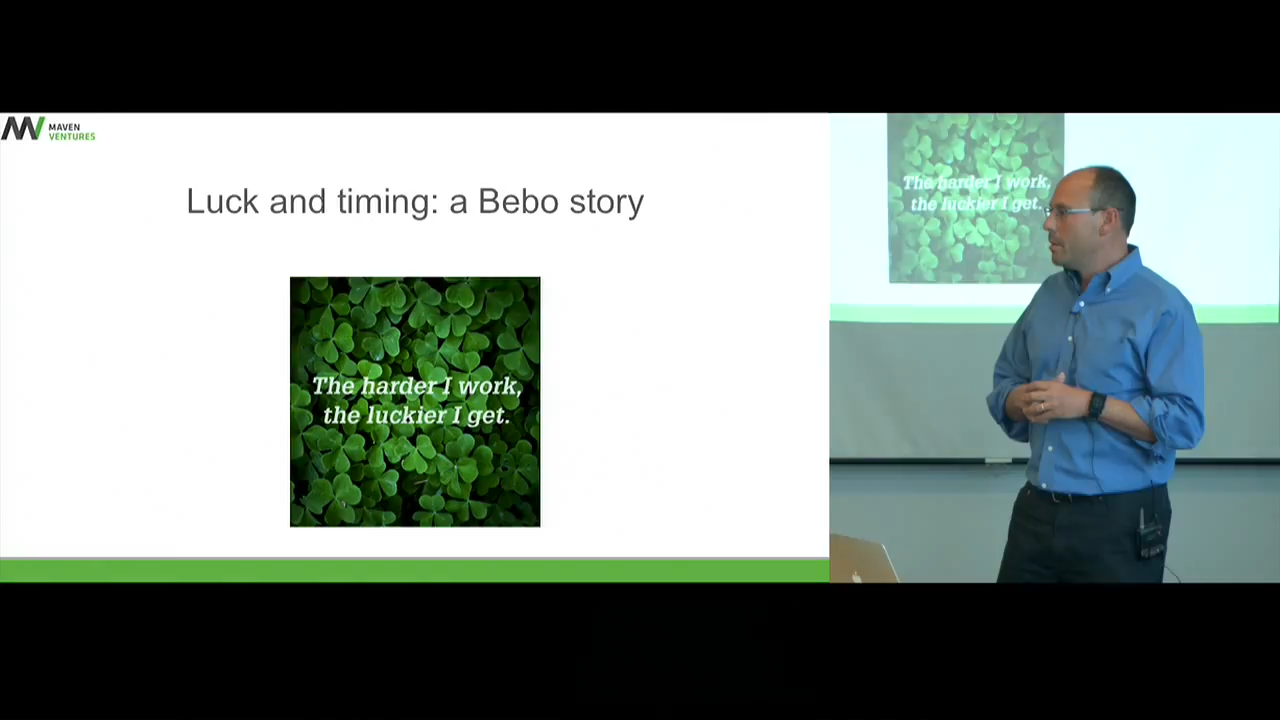 MAVEN
VENTURES
Luck and timing: a Bebo story
The harder I work,
the luckier I get.
The harder I work,
the luckier I get.